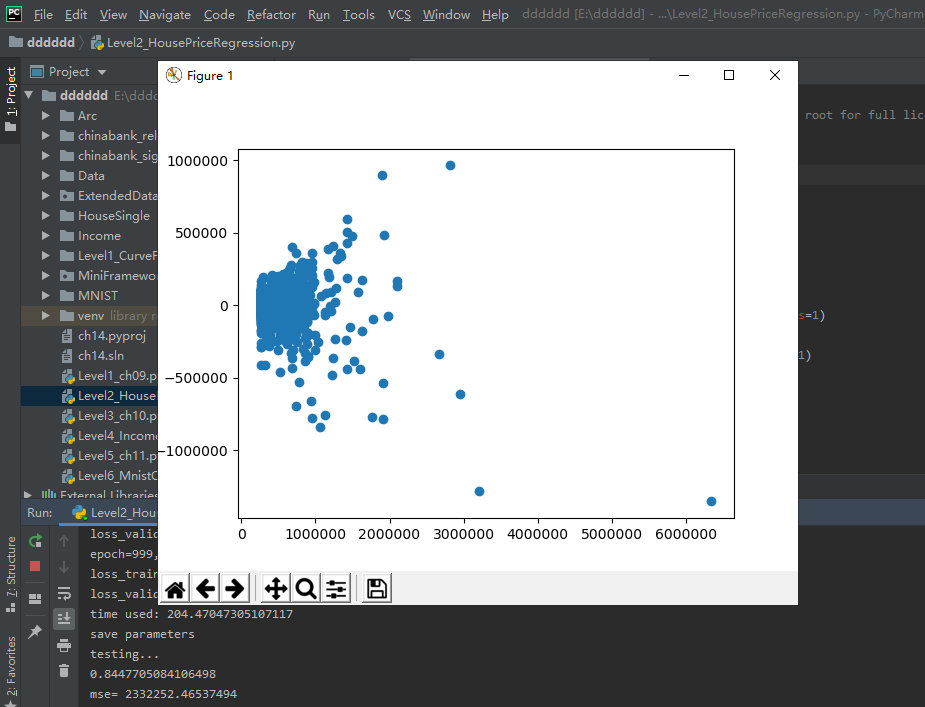 PC File Edit View Navigate Code Refactor Run Tools VCS Window Help dddddd [E:\dddddd] - ...\Level2_HousePriceRegression.py - PyCharm
dddddd Level2_HousePriceRegression.py
1: Project
Project
Figure 1
dddddd E:\dddd
Arc
root for full lic
chinabank_rel
chinabank_sig
Data
ExtendedData
HouseSingle
Income
Level1_CurveF
MiniFramewo
MNIST
venv library r
s=1)
ch14.pyproj
ch14.sln
1)
Level1_ch09.p
Level2_House
Level3_ch10.p
Level4_Income
Level5_ch11.p
Level6_MnistC
External Libraries
1000000
500000
0
−500000
−1000000
0 1000000 2000000 3000000 4000000 5000000 6000000
Run: Level2_Hou
loss_valid
epoch=999,
loss_train
loss_valid
time used: 204.47047305107117
save parameters
testing...
0.8447705084106498
mse= 2332252.46537494
7: Structure
2: Favorites